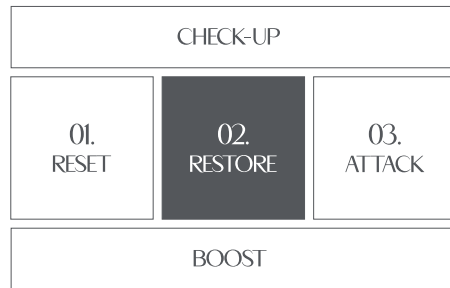 CHECK-UP
01.
RESET
02.
RESTORE
03.
ATTACK
BOOST